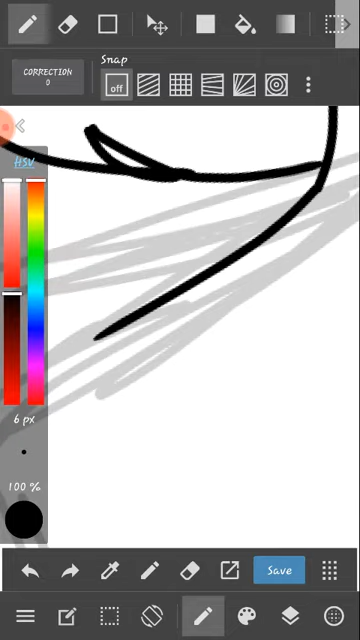 Snap
CORRECTION
0
off
HSV
6 px
100 %
Save